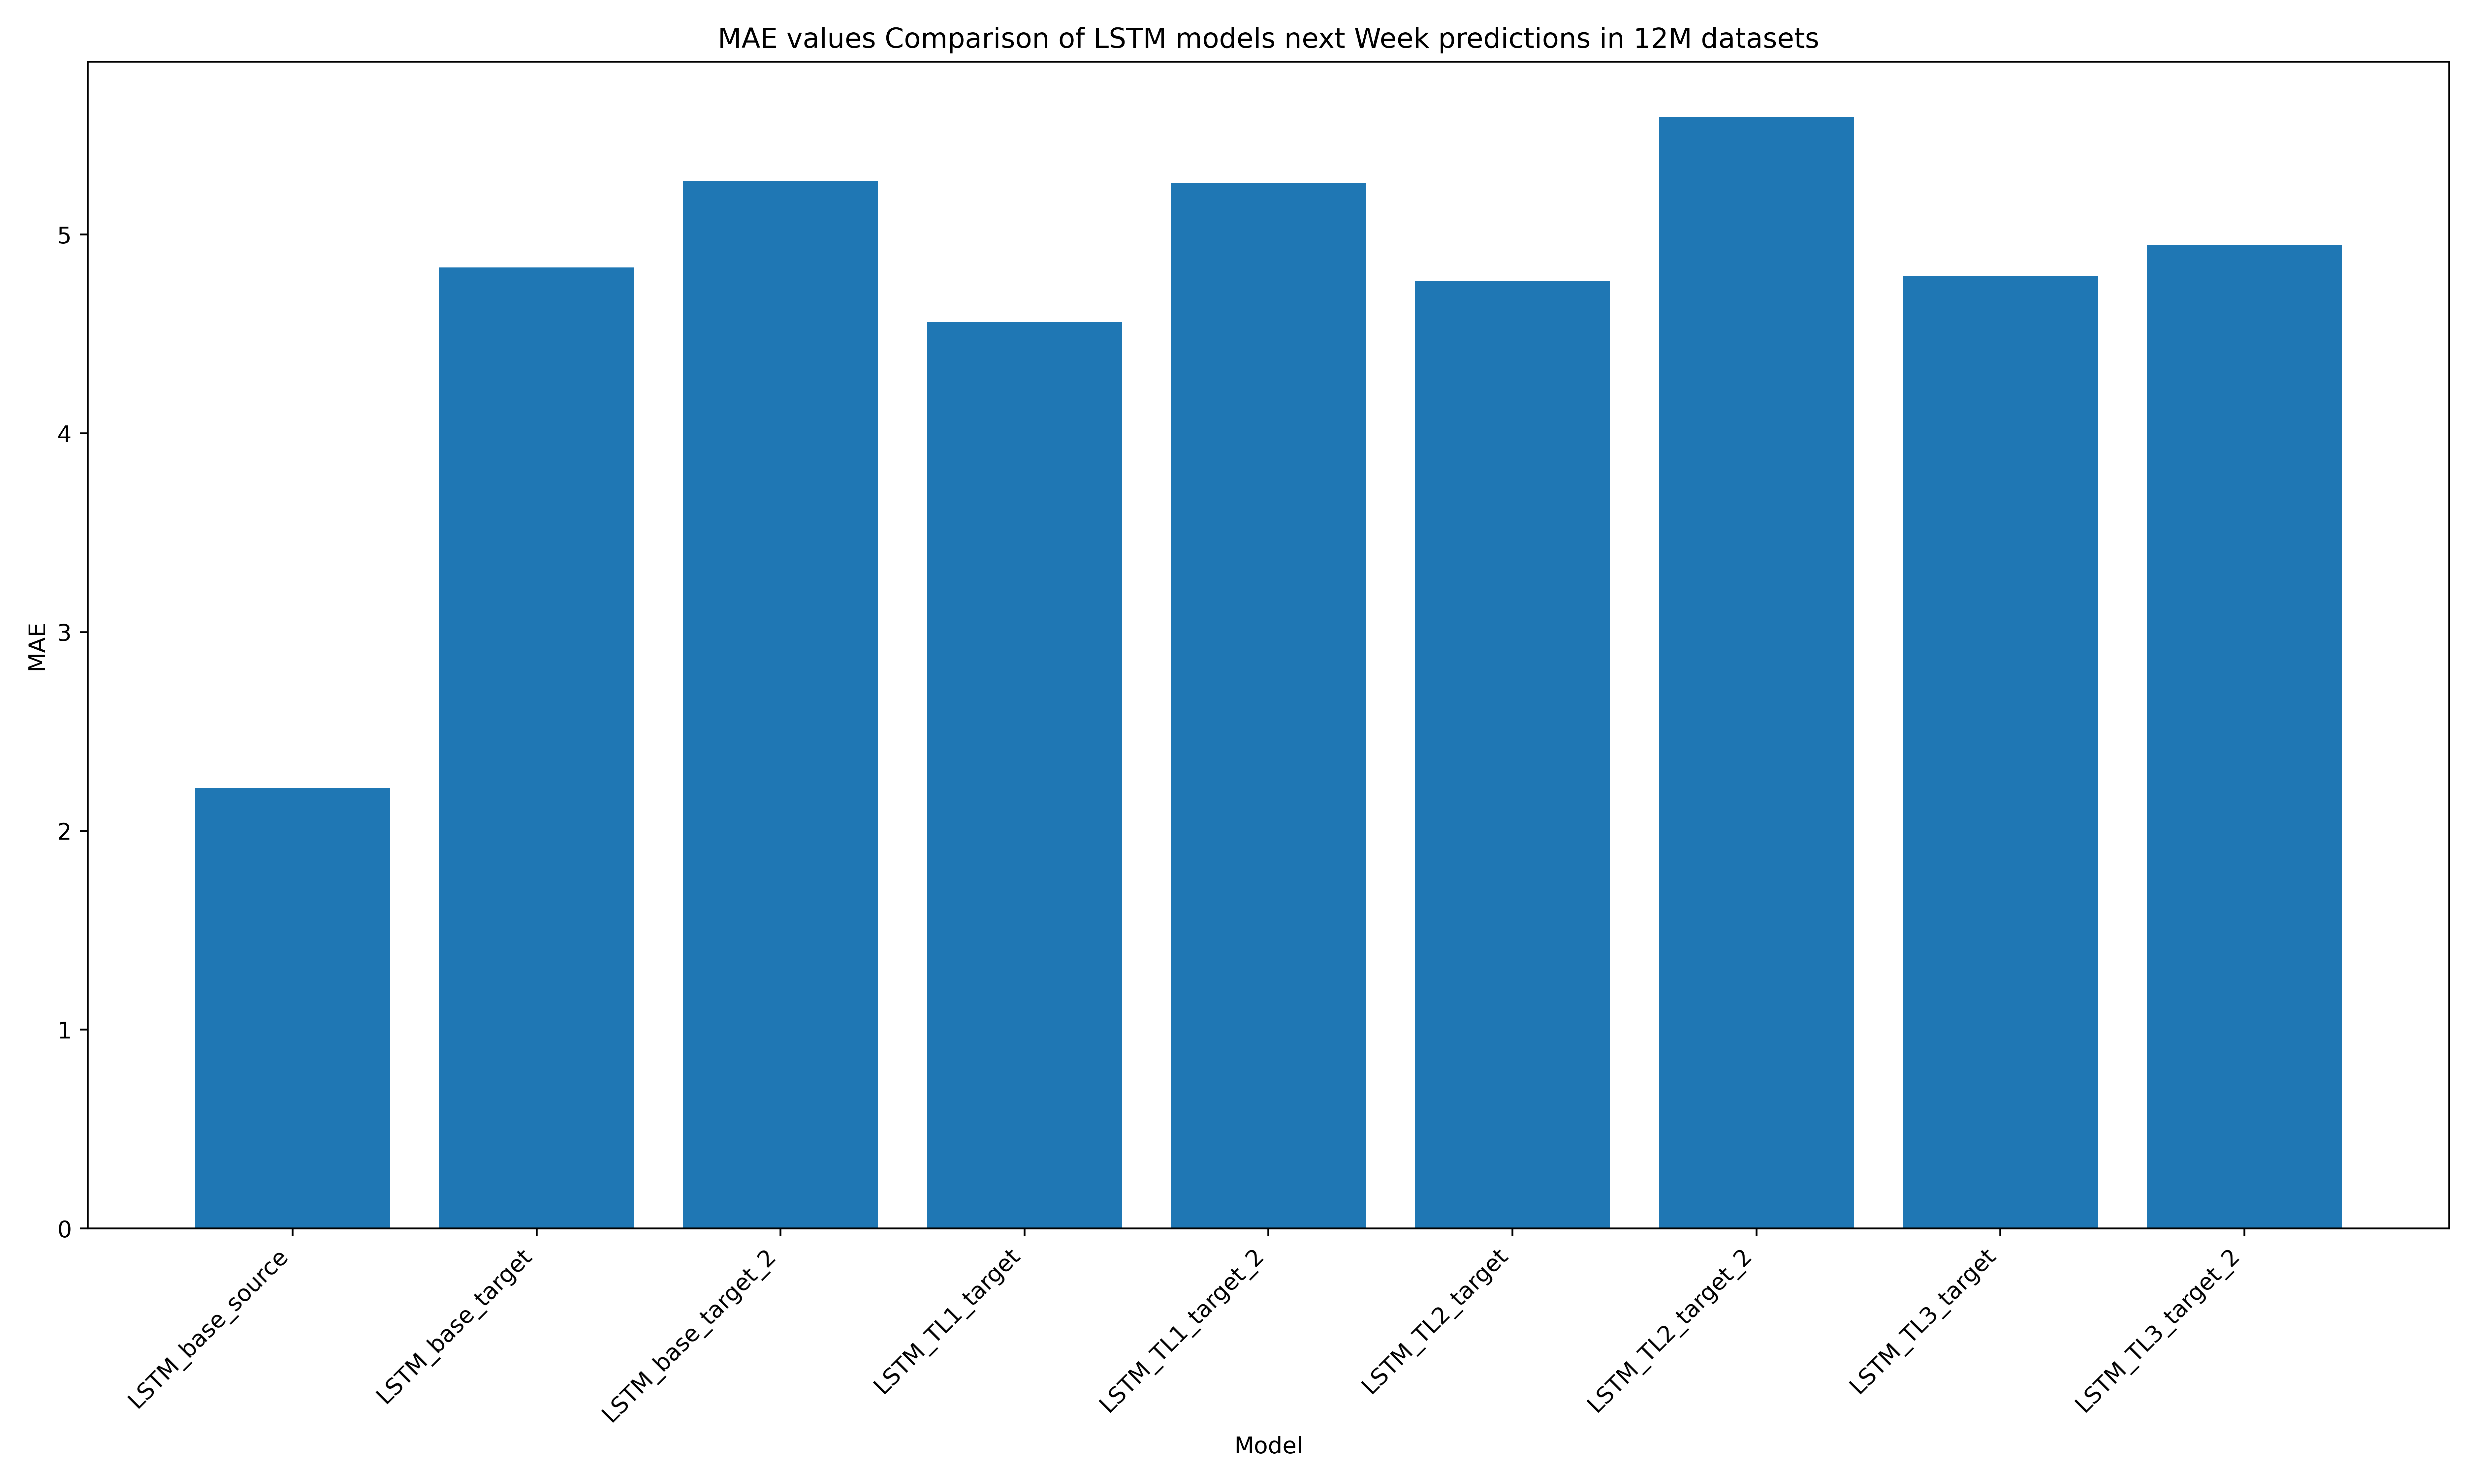 MAE values Comparison of LSTM models next Week predictions in 12M datasets
MAE
5
4
3
2
1
0
LSTM_base_source
LSTM_base_target
LSTM_base_target_2
LSTM_TL1_target
LSTM_TL1_target_2
LSTM_TL2_target
LSTM_TL2_target_2
LSTM_TL3_target
LSTM_TL3_target_2
Model